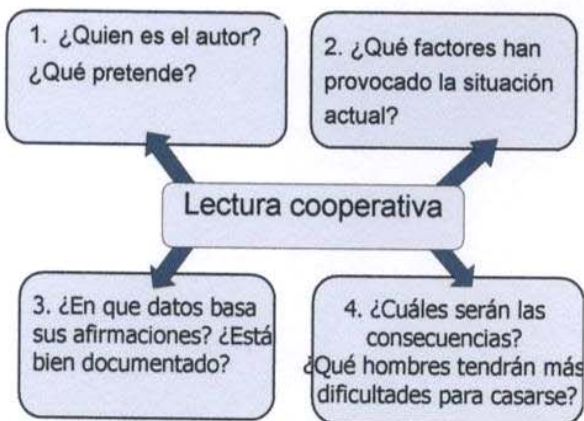 1. ¿Quien es el autor?
¿Qué pretende?
2. ¿Qué factores han
provocado la situación
actual?
Lectura cooperativa
3. ¿En que datos basa
sus afirmaciones? ¿Está
bien documentado?
4. ¿Cuáles serán las
consecuencias?
¿Qué hombres tendrán más
dificultades para casarse?